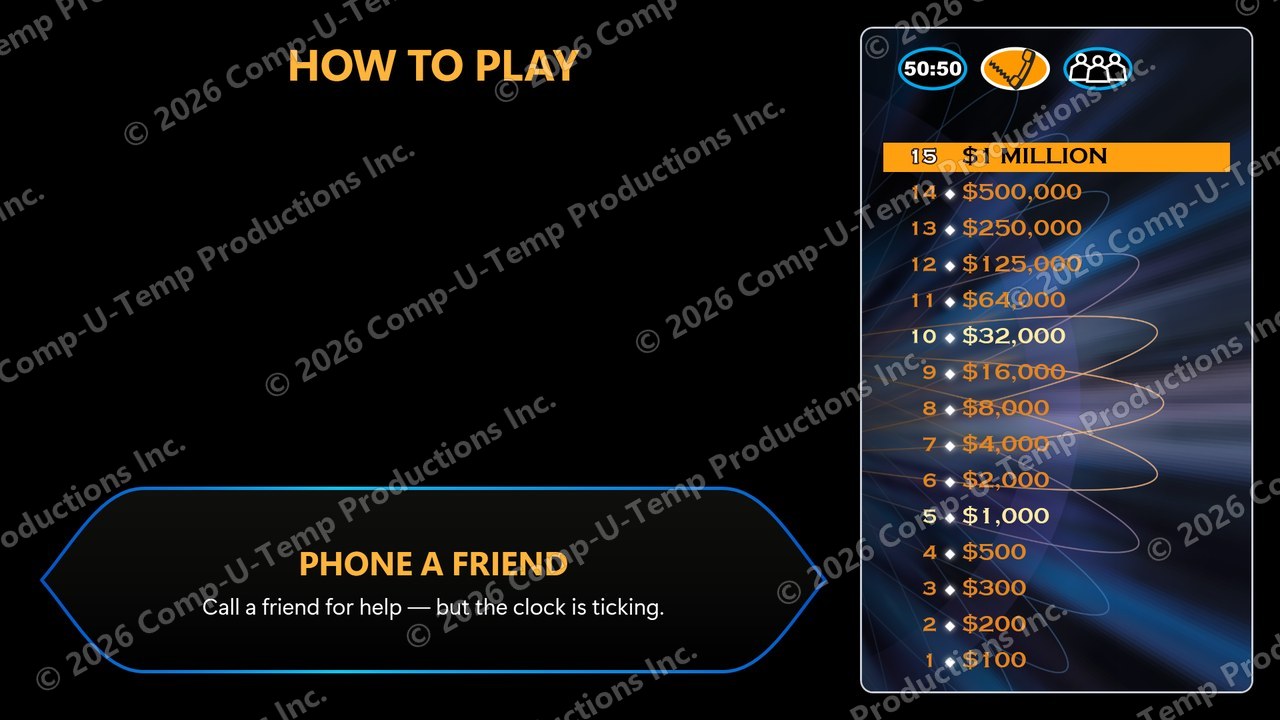 HOW TO PLAY
PHONE A FRIEND
Call a friend for help — but the clock is ticking.
50:50
15 $1 MILLION
14 ◆ $500,000
13 ◆ $250,000
12 ◆ $125,000
11 ◆ $64,000
10 ◆ $32,000
9 ◆ $16,000
8 ◆ $8,000
7 ◆ $4,000
6 ◆ $2,000
5 ◆ $1,000
4 ◆ $500
3 ◆ $300
2 ◆ $200
1 ◆ $100
© 2026 Comp-U-Temp Productions Inc.